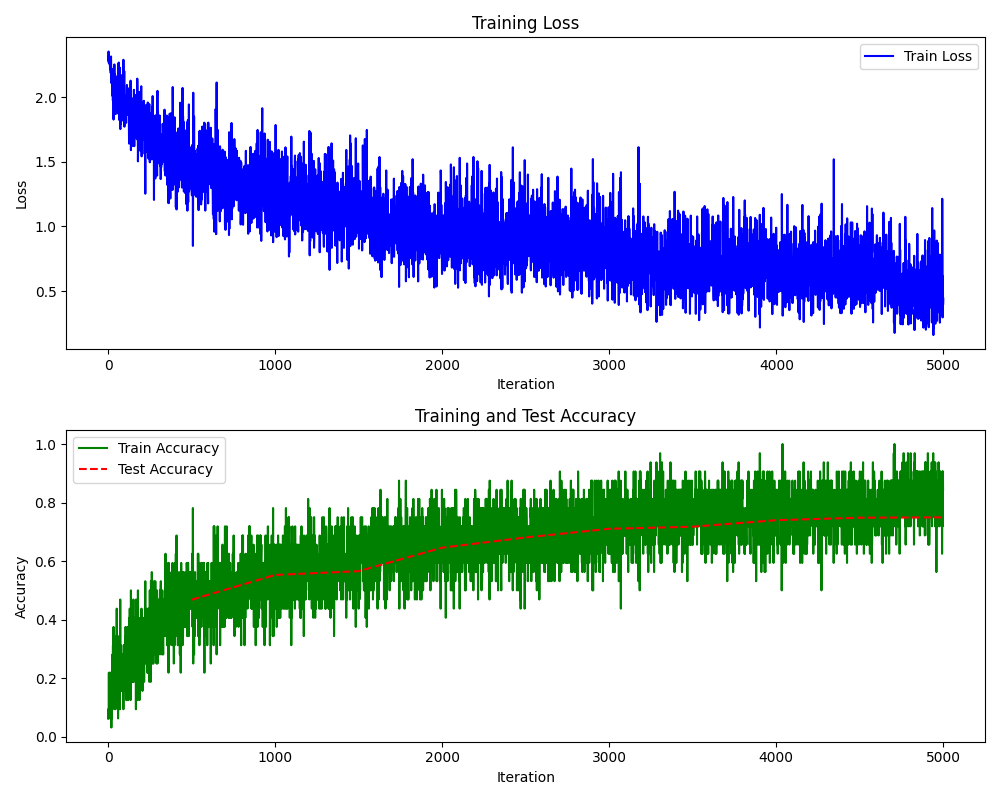 Training Loss
Train Loss
2.0
1.5
1.0
0.5
Loss
0
1000
2000
3000
4000
5000
Iteration
Training and Test Accuracy
Train Accuracy
Test Accuracy
1.0
0.8
0.6
0.4
0.2
0.0
Accuracy
0
1000
2000
3000
4000
5000
Iteration